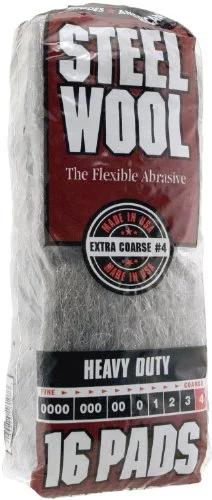 STEEL
WOOL
The Flexible Abrasive
MADE IN USA
EXTRA COARSE #4
MADE IN USA
HEAVY DUTY
FINE COARSE
0000 000 00 0 1 2 3 4
16 PADS